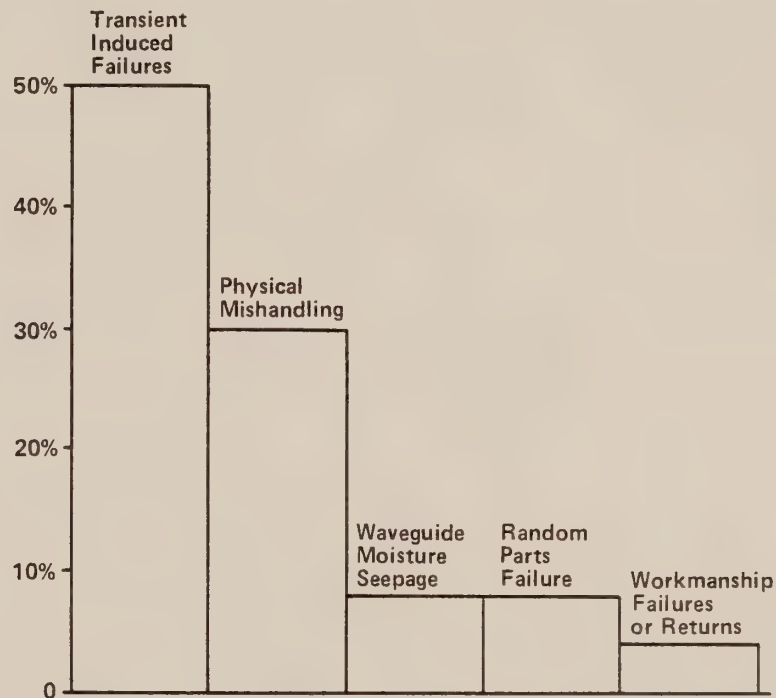 Transient
Induced
Failures
50%
40%
30%
20%
10%
0
Physical
Mishandling
Waveguide
Moisture
Seepage
Random
Parts
Failure
Workmanship
Failures
or Returns